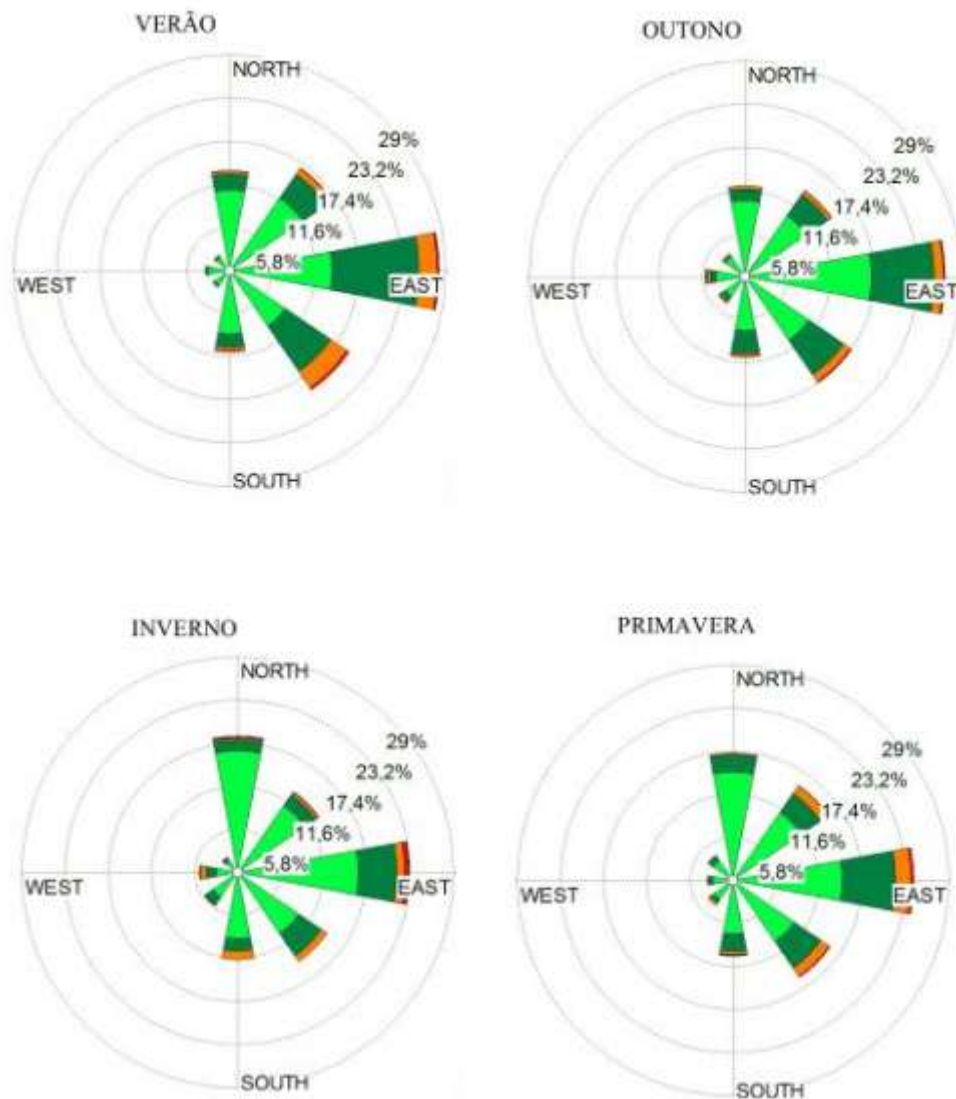 VERÃO
NORTH
29%
23,2%
17,4%
11,6%
5,8%
WEST
EAST
SOUTH
OUTONO
NORTH
29%
23,2%
17,4%
11,6%
5,8%
WEST
EAST
SOUTH
INVERNO
NORTH
29%
23,2%
17,4%
11,6%
5,8%
WEST
EAST
SOUTH
PRIMAVERA
NORTH
29%
23,2%
17,4%
11,6%
5,8%
WEST
EAST
SOUTH